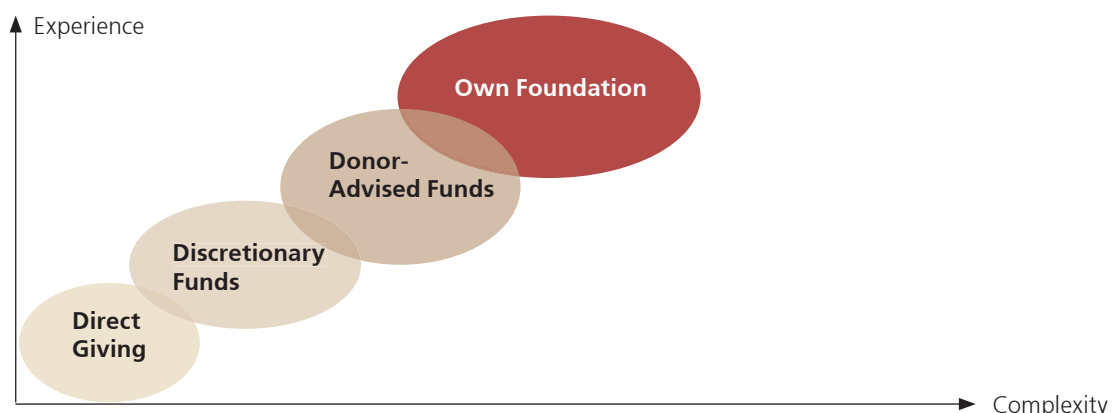 Experience
Own Foundation
Donor-
Advised Funds
Discretionary
Funds
Direct
Giving
Complexity